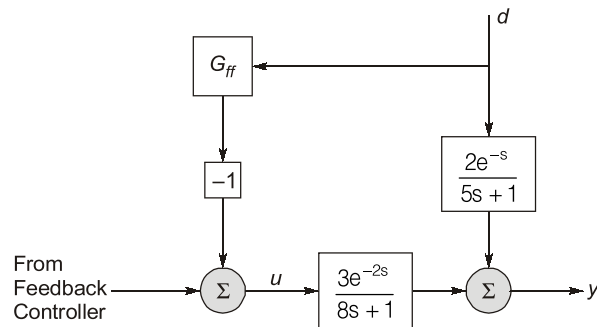 d
G_ff
2e^-s
5s + 1
-1
From
Feedback
Controller
Σ
u
3e^-2s
8s + 1
Σ
y